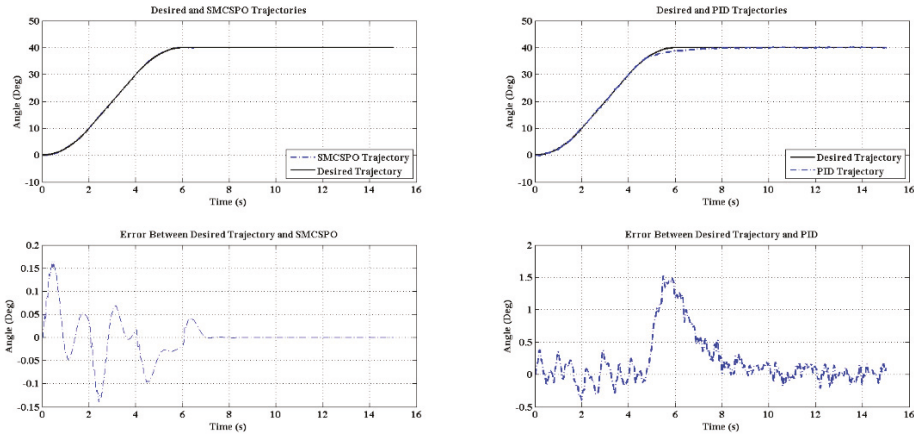 Desired and SMCSPO Trajectories
50
40
30
20
10
0
-10
Angle (Deg)
SMCSPO Trajectory
Desired Trajectory
0 2 4 6 8 10 12 14 16
Time (s)
Desired and PID Trajectories
50
40
30
20
10
0
-10
Angle (Deg)
Desired Trajectory
PID Trajectory
0 2 4 6 8 10 12 14 16
Time (s)
Error Between Desired Trajectory and SMCSPO
0.2
0.15
0.1
0.05
0
-0.05
-0.1
-0.15
Angle (Deg)
0 2 4 6 8 10 12 14 16
Time (s)
Error Between Desired Trajectory and PID
2
1.5
1
0.5
0
-0.5
Angle (Deg)
0 2 4 6 8 10 12 14 16
Time (s)